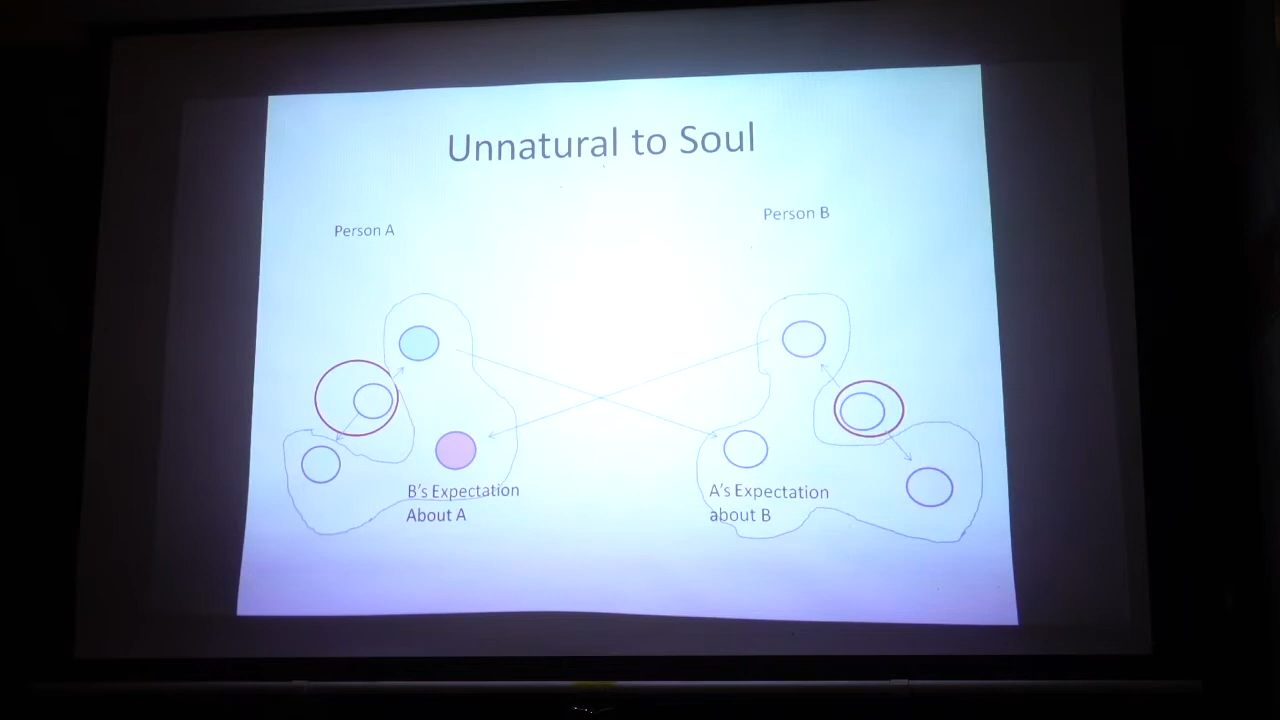 Unnatural to Soul
Person A
Person B
B's Expectation
About A
A's Expectation
about B